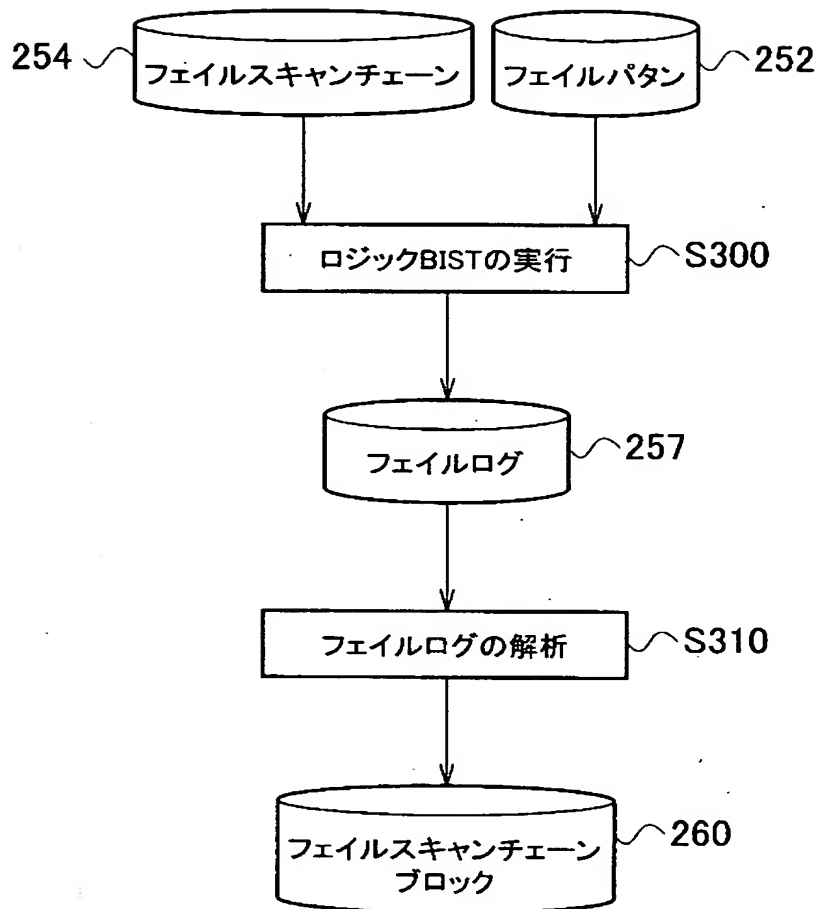 254
フェイルスキャンチェーン
フェイルパタン
252
ロジックBISTの実行
S300
フェイルログ
257
フェイルログの解析
S310
フェイルスキャンチェーン
ブロック
260